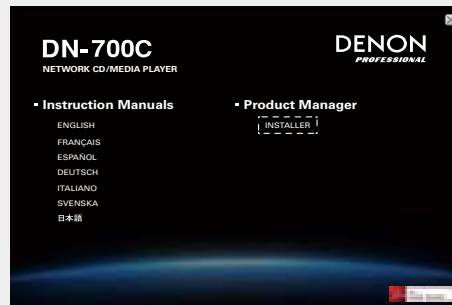 DN-700C
NETWORK CD/MEDIA PLAYER
DENON
PROFESSIONAL
Instruction Manuals
ENGLISH
FRANÇAIS
ESPAÑOL
DEUTSCH
ITALIANO
SVENSKA
日本語
Product Manager
INSTALLER